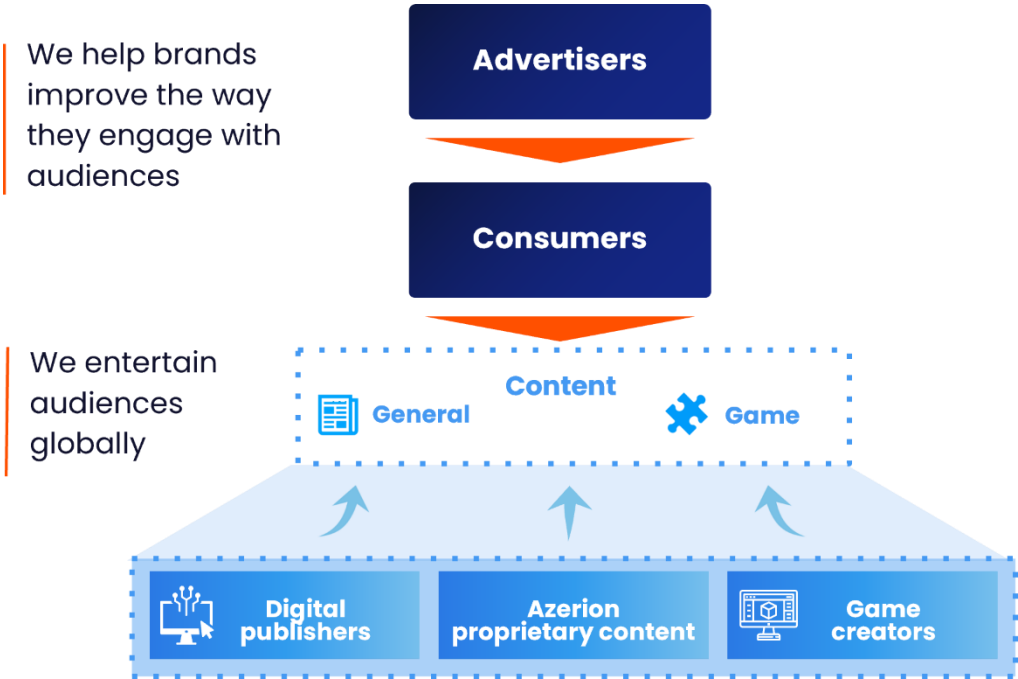 We help brands
improve the way
they engage with
audiences
Advertisers
Consumers
We entertain
audiences
globally
Content
General
Game
Digital
publishers
Azerion
proprietary content
Game
creators